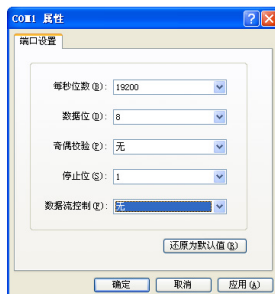 COM1 属性
端口设置
每秒位数(B): 19200
数据位(D): 8
奇偶校验(P): 无
停止位(S): 1
数据流控制(F): 无
还原为默认值(R)
确定 取消 应用(A)